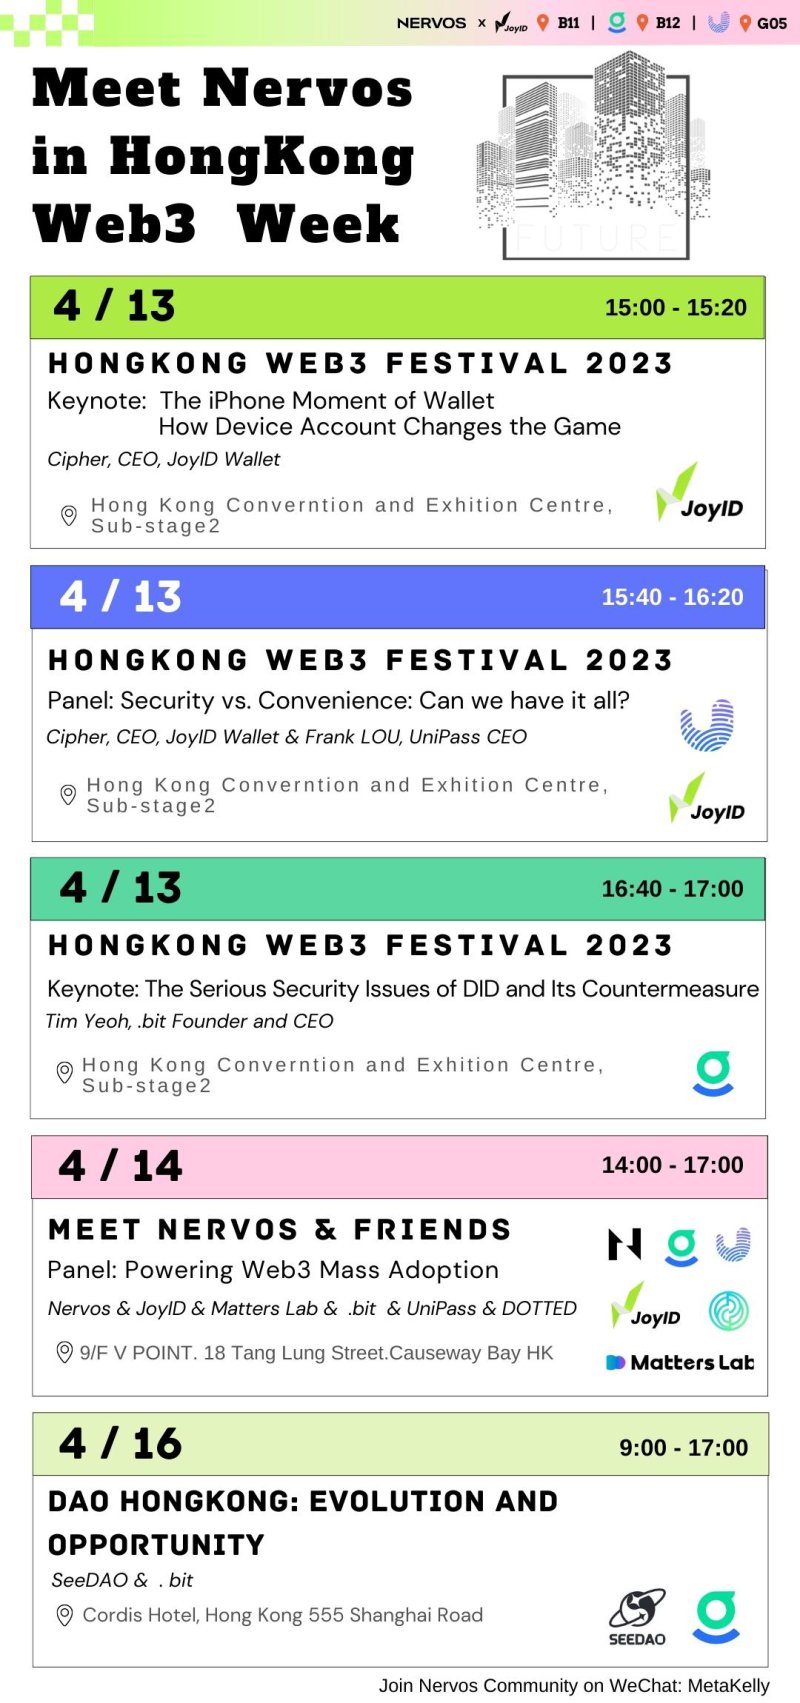 NERVOS x JoyID B11 | B12 | G05
Meet Nervos
in HongKong
Web3 Week
FUTURE
4 / 13
15:00 - 15:20
HONGKONG WEB3 FESTIVAL 2023
Keynote: The iPhone Moment of Wallet
How Device Account Changes the Game
Cipher, CEO, JoyID Wallet
Hong Kong Converntion and Exhition Centre,
Sub-stage2
JoyID
4 / 13
15:40 - 16:20
HONGKONG WEB3 FESTIVAL 2023
Panel: Security vs. Convenience: Can we have it all?
Cipher, CEO, JoyID Wallet & Frank LOU, UniPass CEO
Hong Kong Converntion and Exhition Centre,
Sub-stage2
JoyID
4 / 13
16:40 - 17:00
HONGKONG WEB3 FESTIVAL 2023
Keynote: The Serious Security Issues of DID and Its Countermeasure
Tim Yeoh, .bit Founder and CEO
Hong Kong Converntion and Exhition Centre,
Sub-stage2
4 / 14
14:00 - 17:00
MEET NERVOS & FRIENDS
Panel: Powering Web3 Mass Adoption
Nervos & JoyID & Matters Lab & .bit & UniPass & DOTTED
JoyID
9/F V POINT. 18 Tang Lung Street.Causeway Bay HK
Matters Lab
4 / 16
9:00 - 17:00
DAO HONGKONG: EVOLUTION AND
OPPORTUNITY
SeeDAO & . bit
Cordis Hotel, Hong Kong 555 Shanghai Road
SEEDAO
Join Nervos Community on WeChat: MetaKelly